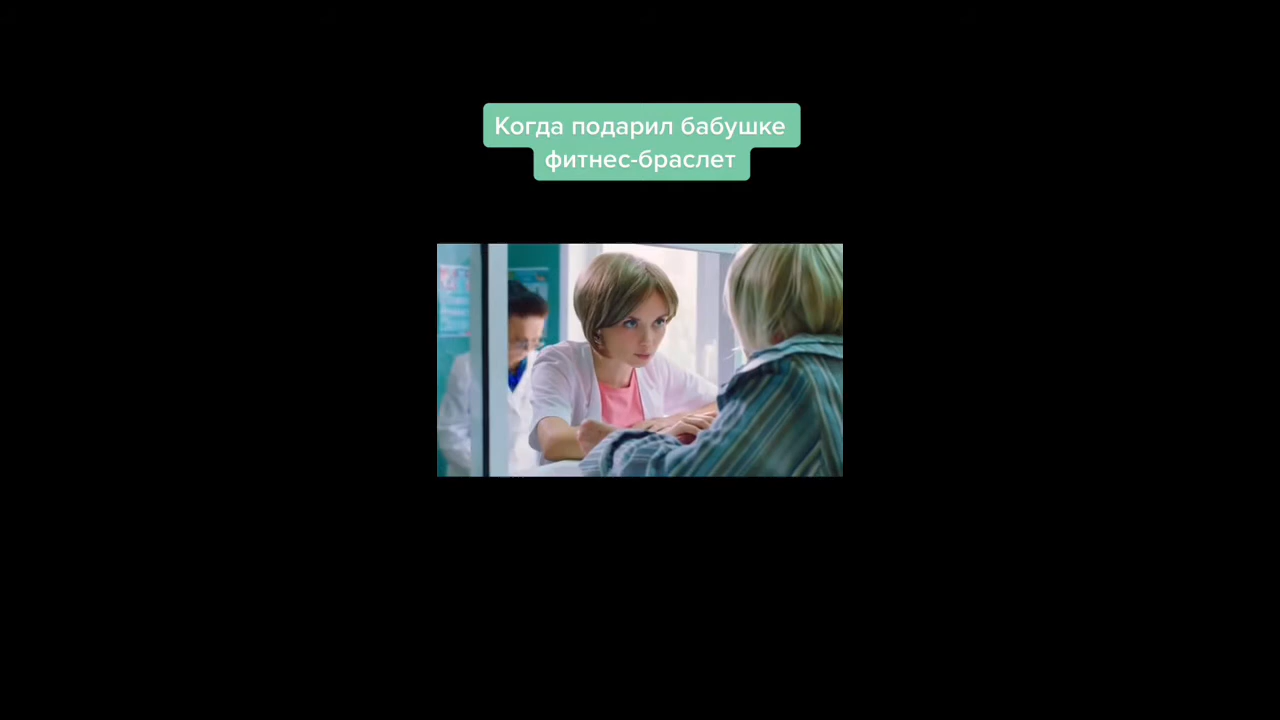 Когда подарил бабушке
фитнес-браслет